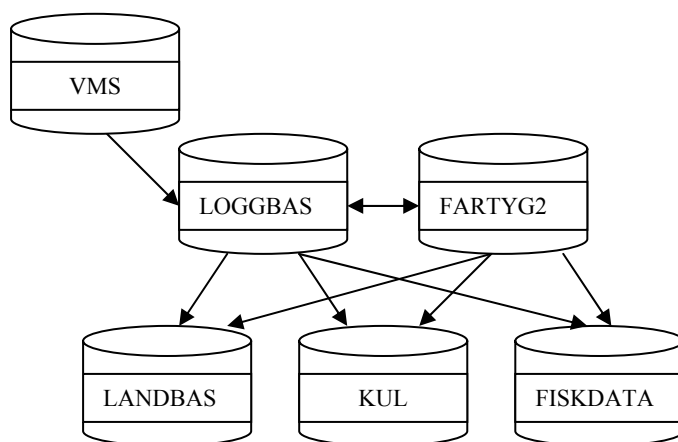 VMS
LOGGBAS
FARTYG2
LANDBAS
KUL
FISKDATA